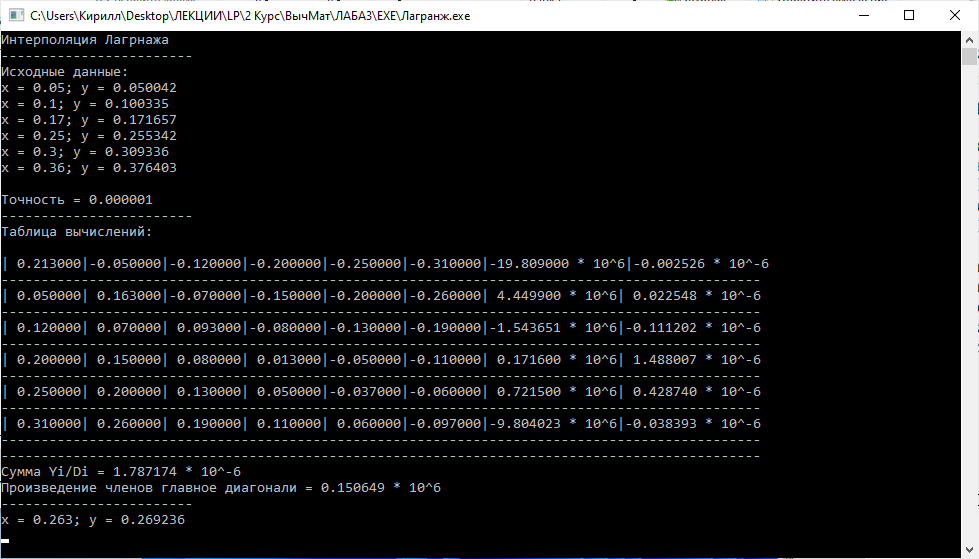 C:\Users\Кирилл\Desktop\ЛЕКЦИИ\LP\2 Курс\ВычМат\ЛАБА3\EXE\Лагранж.exe
Интерполяция Лагрнажа
------------------------
Исходные данные:
x = 0.05; y = 0.050042
x = 0.1; y = 0.100335
x = 0.17; y = 0.171657
x = 0.25; y = 0.255342
x = 0.3; y = 0.309336
x = 0.36; y = 0.376403
Точность = 0.000001
------------------------
Таблица вычислений:
| 0.213000|-0.050000|-0.120000|-0.200000|-0.250000|-0.310000|-19.809000 * 10^6|-0.002526 * 10^-6
-----------------------------------------------------------------------------------------------
| 0.050000| 0.163000|-0.070000|-0.150000|-0.200000|-0.260000| 4.449900 * 10^6| 0.022548 * 10^-6
-----------------------------------------------------------------------------------------------
| 0.120000| 0.070000| 0.093000|-0.080000|-0.130000|-0.190000|-1.543651 * 10^6|-0.111202 * 10^-6
-----------------------------------------------------------------------------------------------
| 0.200000| 0.150000| 0.080000| 0.013000|-0.050000|-0.110000| 0.171600 * 10^6| 1.488007 * 10^-6
-----------------------------------------------------------------------------------------------
| 0.250000| 0.200000| 0.130000| 0.050000|-0.037000|-0.060000| 0.721500 * 10^6| 0.428740 * 10^-6
-----------------------------------------------------------------------------------------------
| 0.310000| 0.260000| 0.190000| 0.110000| 0.060000|-0.097000|-9.804023 * 10^6|-0.038393 * 10^-6
-----------------------------------------------------------------------------------------------
-----------------------------------------------------------------------------------------------
Сумма Yi/Di = 1.787174 * 10^-6
Произведение членов главное диагонали = 0.150649 * 10^6
------------------------
x = 0.263; y = 0.269236